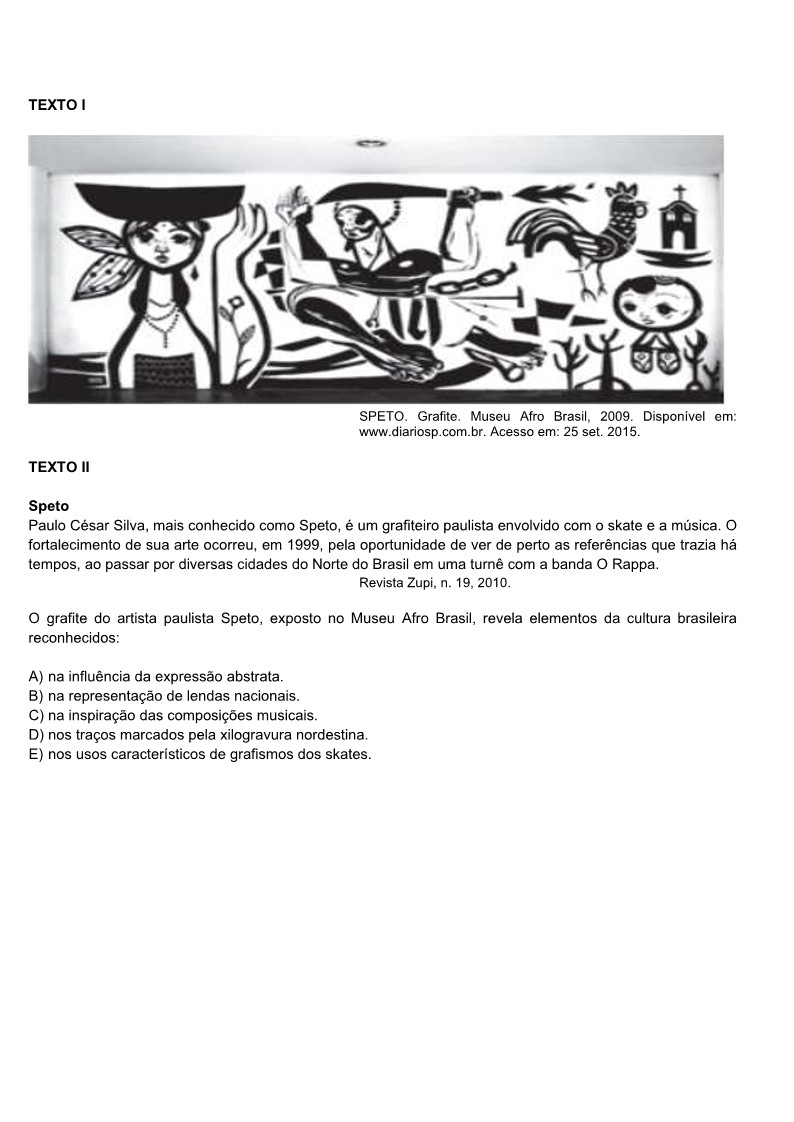 TEXTO I
SPETO. Grafite. Museu Afro Brasil, 2009. Disponível em:
www.diariosp.com.br. Acesso em: 25 set. 2015.
TEXTO II
Speto
Paulo César Silva, mais conhecido como Speto, é um grafiteiro paulista envolvido com o skate e a música. O
fortalecimento de sua arte ocorreu, em 1999, pela oportunidade de ver de perto as referências que trazia há
tempos, ao passar por diversas cidades do Norte do Brasil em uma turnê com a banda O Rappa.
Revista Zupi, n. 19, 2010.
O grafite do artista paulista Speto, exposto no Museu Afro Brasil, revela elementos da cultura brasileira
reconhecidos:
A) na influência da expressão abstrata.
B) na representação de lendas nacionais.
C) na inspiração das composições musicais.
D) nos traços marcados pela xilogravura nordestina.
E) nos usos característicos de grafismos dos skates.